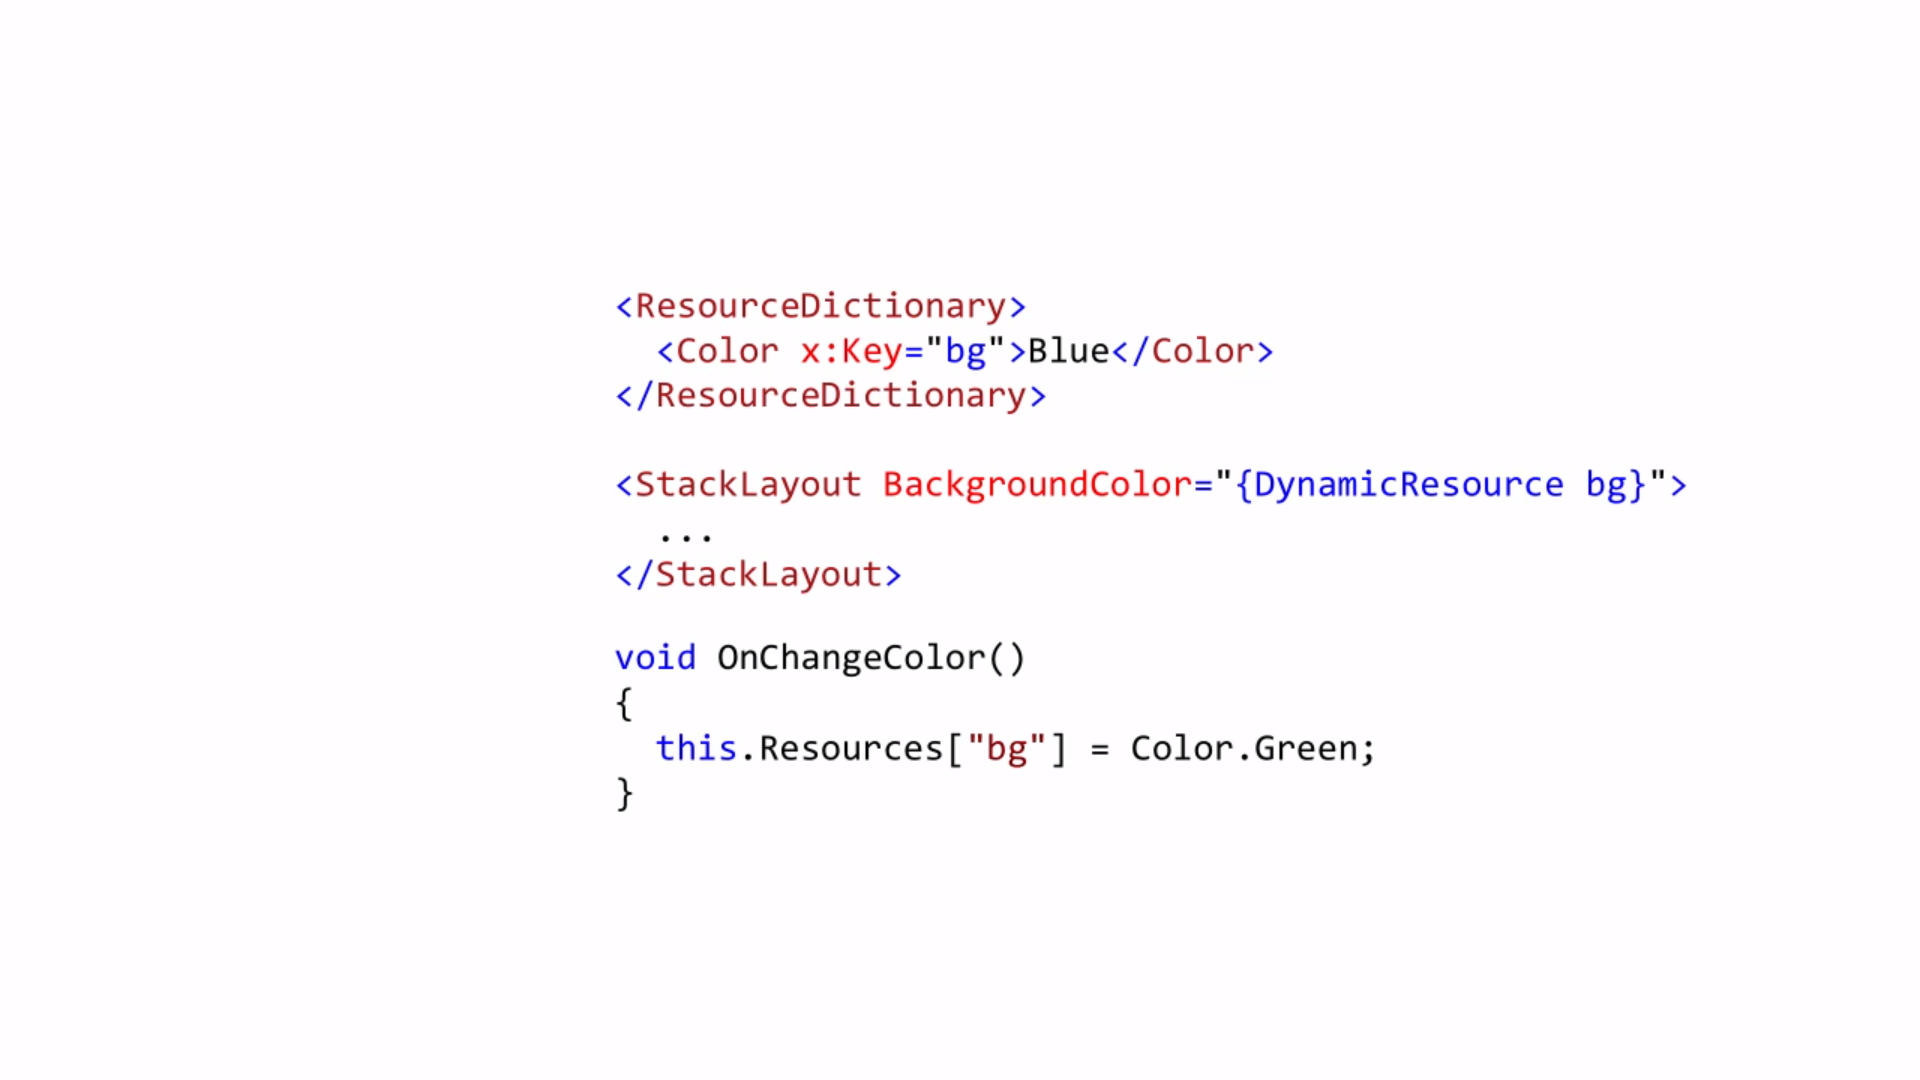 <ResourceDictionary>
  <Color x:Key="bg">Blue</Color>
</ResourceDictionary>
<StackLayout BackgroundColor="{DynamicResource bg}">
  ...
</StackLayout>
void OnChangeColor()
{
  this.Resources["bg"] = Color.Green;
}